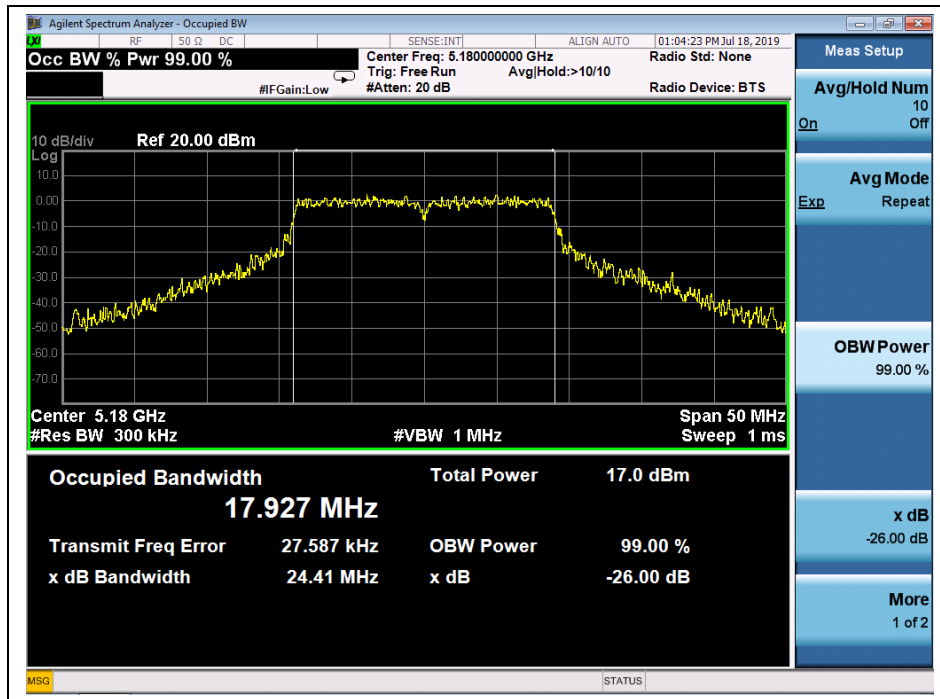 Agilent Spectrum Analyzer - Occupied BW
LXI RF 50 Ω DC SENSE:INT ALIGN AUTO 01:04:23 PM Jul 18, 2019
Occ BW % Pwr 99.00 %
Center Freq: 5.180000000 GHz Radio Std: None
Trig: Free Run Avg|Hold:>10/10
#IFGain:Low #Atten: 20 dB Radio Device: BTS
10 dB/div Ref 20.00 dBm
Log
10.0
0.00
-10.0
-20.0
-30.0
-40.0
-50.0
-60.0
-70.0
Center 5.18 GHz Span 50 MHz
#Res BW 300 kHz #VBW 1 MHz Sweep 1 ms
Occupied Bandwidth Total Power 17.0 dBm
17.927 MHz
Transmit Freq Error 27.587 kHz OBW Power 99.00 %
x dB Bandwidth 24.41 MHz x dB -26.00 dB
Meas Setup
Avg/Hold Num
10
On Off
Avg Mode
Exp Repeat
OBW Power
99.00 %
x dB
-26.00 dB
More
1 of 2
MSG STATUS